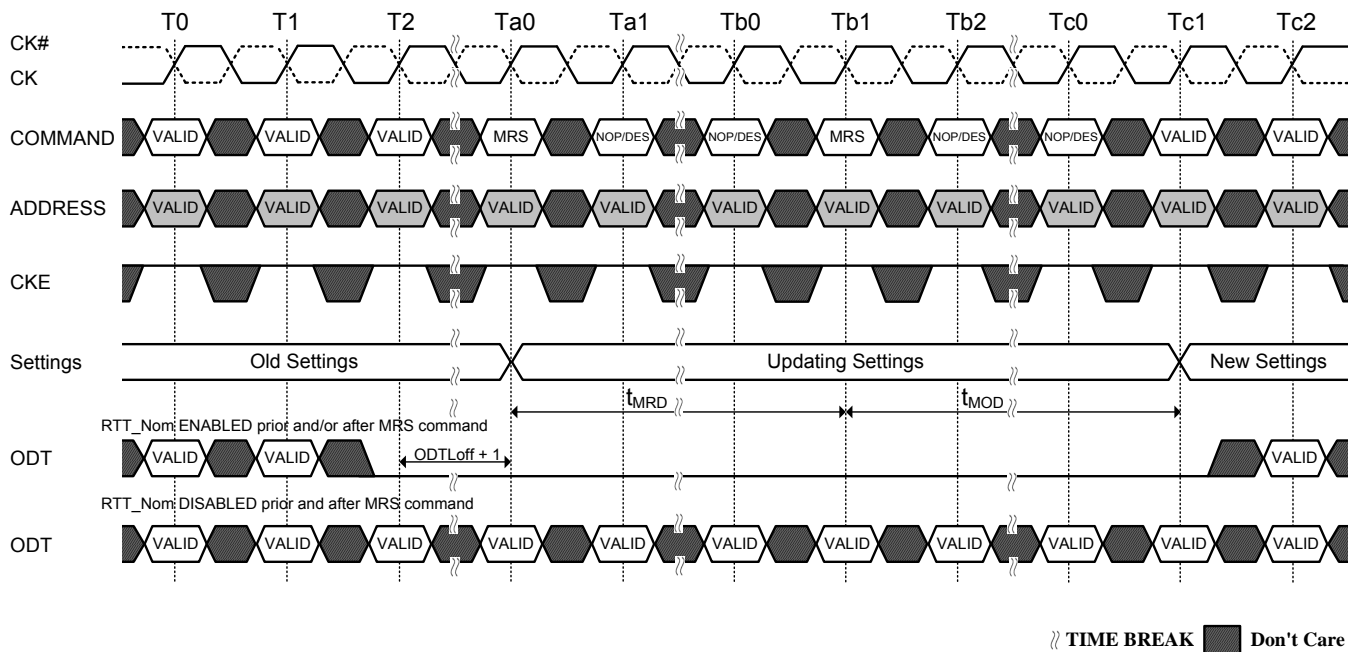 T0 T1 T2 Ta0 Ta1 Tb0 Tb1 Tb2 Tc0 Tc1 Tc2
CK#
CK
COMMAND VALID VALID VALID MRS NOP/DES NOP/DES MRS NOP/DES NOP/DES VALID VALID
ADDRESS VALID VALID VALID VALID VALID VALID VALID VALID VALID VALID VALID
CKE
Settings Old Settings Updating Settings New Settings
tMRD tMOD
RTT_Nom ENABLED prior and/or after MRS command
ODT VALID VALID ODTLoff + 1 VALID
RTT_Nom DISABLED prior and after MRS command
ODT VALID VALID VALID VALID VALID VALID VALID VALID VALID VALID VALID
TIME BREAK Don't Care